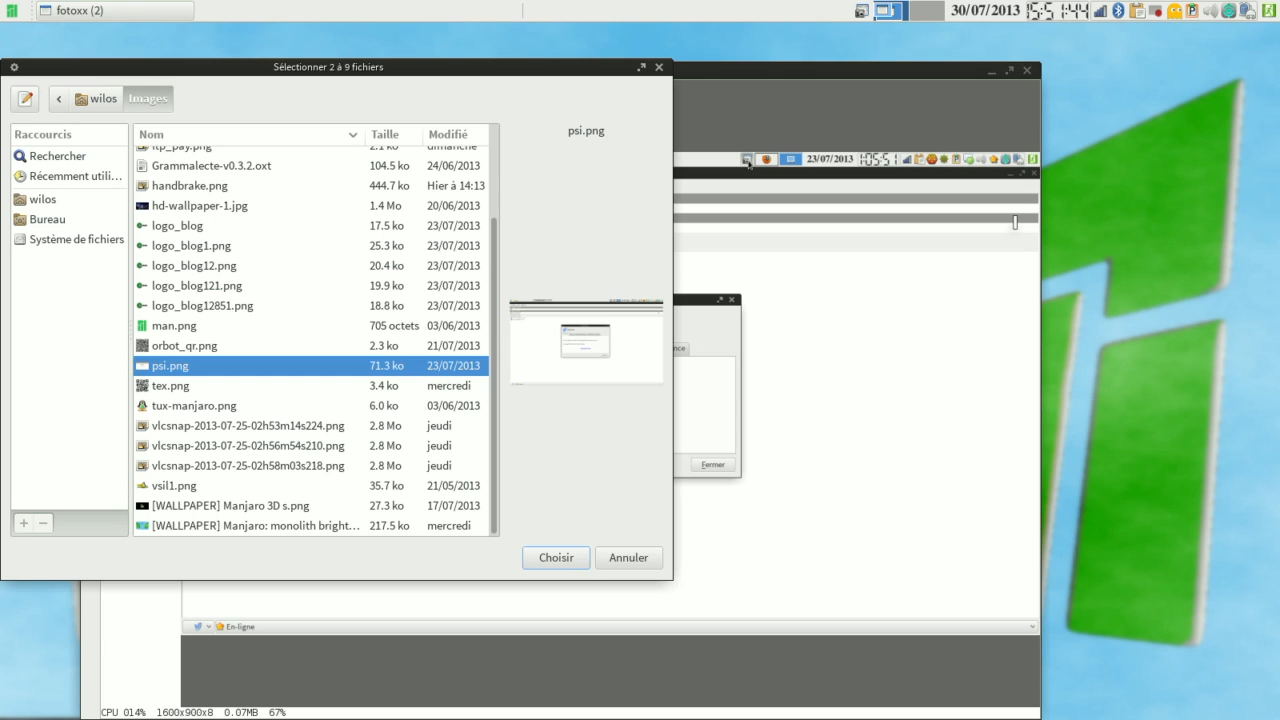 fotoxx (2)
30/07/2013 15:51:44
Sélectionner 2 à 9 fichiers
wilos Images
Raccourcis
Rechercher
Récemment utili...
wilos
Bureau
Système de fichiers
Nom Taille Modifié
ltp_pay.png 2.1 ko dimanche
Grammalecte-v0.3.2.oxt 104.5 ko 24/06/2013
handbrake.png 444.7 ko Hier à 14:13
hd-wallpaper-1.jpg 1.4 Mo 20/06/2013
logo_blog 17.5 ko 23/07/2013
logo_blog1.png 25.3 ko 23/07/2013
logo_blog12.png 20.4 ko 23/07/2013
logo_blog121.png 19.9 ko 23/07/2013
logo_blog12851.png 18.8 ko 23/07/2013
man.png 705 octets 03/06/2013
orbot_qr.png 2.3 ko 21/07/2013
psi.png 71.3 ko 23/07/2013
tex.png 3.4 ko mercredi
tux-manjaro.png 6.0 ko 03/06/2013
vlcsnap-2013-07-25-02h53m14s224.png 2.8 Mo jeudi
vlcsnap-2013-07-25-02h56m54s210.png 2.8 Mo jeudi
vlcsnap-2013-07-25-02h58m03s218.png 2.8 Mo jeudi
vsil1.png 35.7 ko 21/05/2013
[WALLPAPER] Manjaro 3D s.png 27.3 ko 17/07/2013
[WALLPAPER] Manjaro: monolith bright... 217.5 ko mercredi
psi.png
Choisir Annuler
23/07/2013
nce
Fermer
En-ligne
CPU 014% 1600x900x8 0.07MB 67%